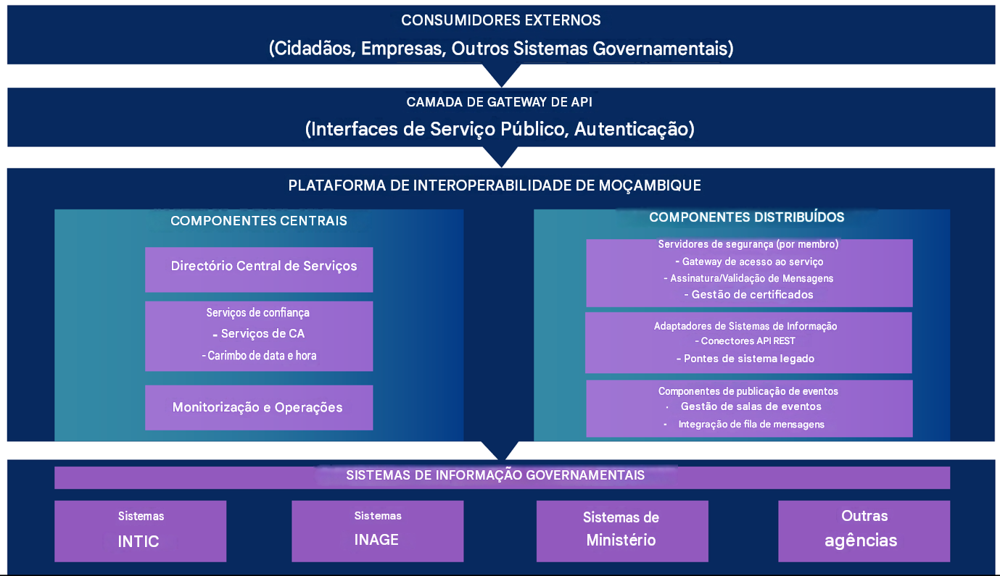 CONSUMIDORES EXTERNOS
(Cidadãos, Empresas, Outros Sistemas Governamentais)
CAMADA DE GATEWAY DE API
(Interfaces de Serviço Público, Autenticação)
PLATAFORMA DE INTEROPERABILIDADE DE MOÇAMBIQUE
COMPONENTES CENTRAIS
Directório Central de Serviços
Serviços de confiança
- Serviços de CA
- Carimbo de data e hora
Monitorização e Operações
COMPONENTES DISTRIBUÍDOS
Servidores de segurança (por membro)
- Gateway de acesso ao serviço
- Assinatura/Validação de Mensagens
- Gestão de certificados
Adaptadores de Sistemas de Informação
- Conectores API REST
- Pontes de sistema legado
Componentes de publicação de eventos
· Gestão de salas de eventos
- Integração de fila de mensagens
SISTEMAS DE INFORMAÇÃO GOVERNAMENTAIS
Sistemas
INTIC
Sistemas
INAGE
Sistemas de
Ministério
Outras
agências